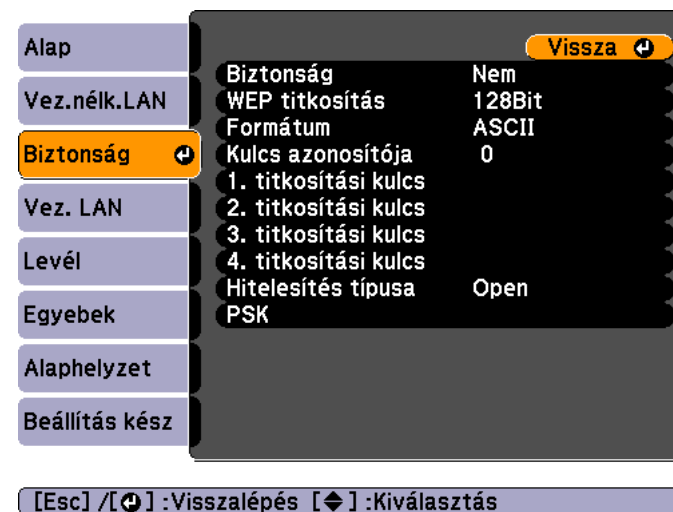 Alap
Vez.nélk.LAN
Biztonság
Vez. LAN
Levél
Egyebek
Alaphelyzet
Beállítás kész
Vissza
Biztonság Nem
WEP titkosítás 128Bit
Formátum ASCII
Kulcs azonosítója 0
1. titkosítási kulcs
2. titkosítási kulcs
3. titkosítási kulcs
4. titkosítási kulcs
Hitelesítés típusa Open
PSK
[Esc] /[⏎] :Visszalépés [◆] :Kiválasztás